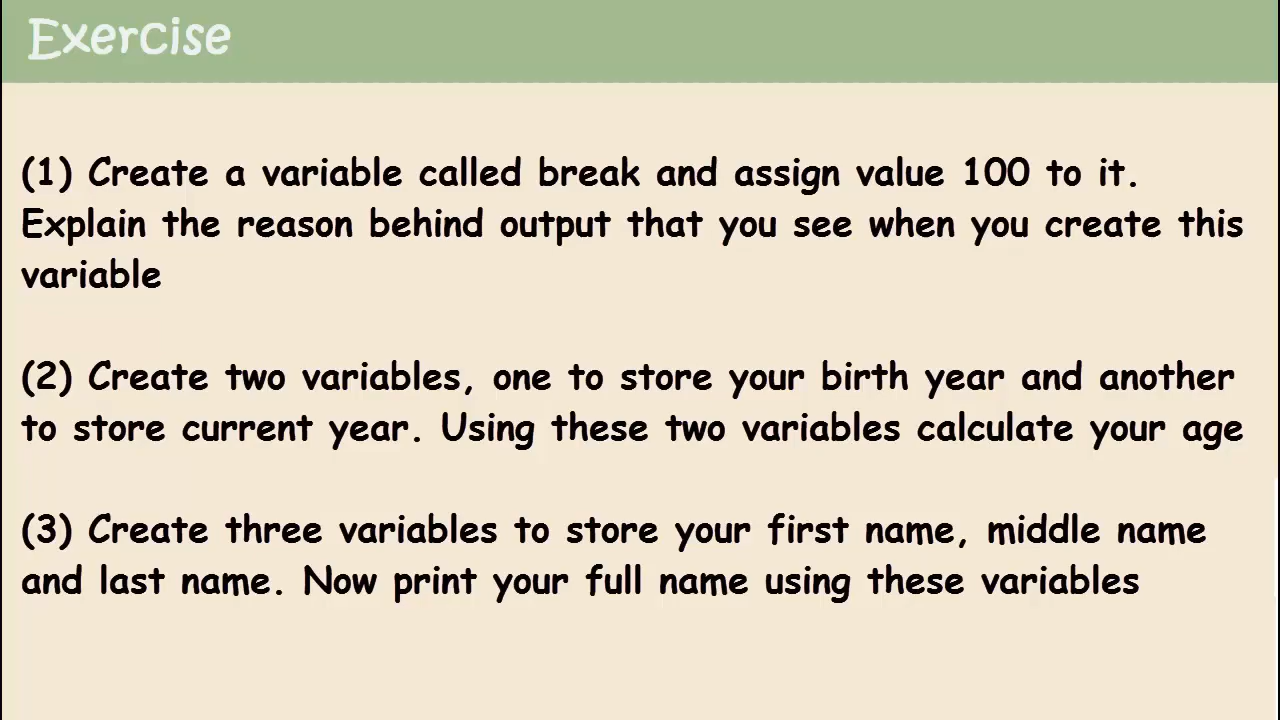 Exercise
(1) Create a variable called break and assign value 100 to it.
Explain the reason behind output that you see when you create this
variable
(2) Create two variables, one to store your birth year and another
to store current year. Using these two variables calculate your age
(3) Create three variables to store your first name, middle name
and last name. Now print your full name using these variables